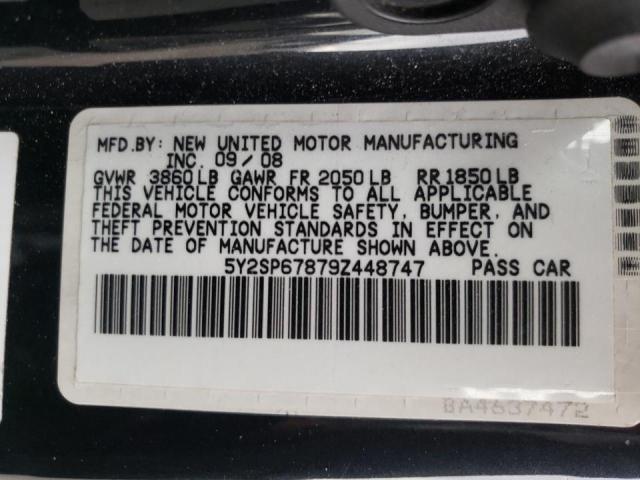 MFD.BY: NEW UNITED MOTOR MANUFACTURING
INC. 09/08
GVWR 3860LB GAWR FR 2050LB RR1850LB
THIS VEHICLE CONFORMS TO ALL APPLICABLE
FEDERAL MOTOR VEHICLE SAFETY, BUMPER, AND
THEFT PREVENTION STANDARDS IN EFFECT ON
THE DATE OF MANUFACTURE SHOWN ABOVE.
5Y2SP67879Z448747 PASS CAR
BA4637472